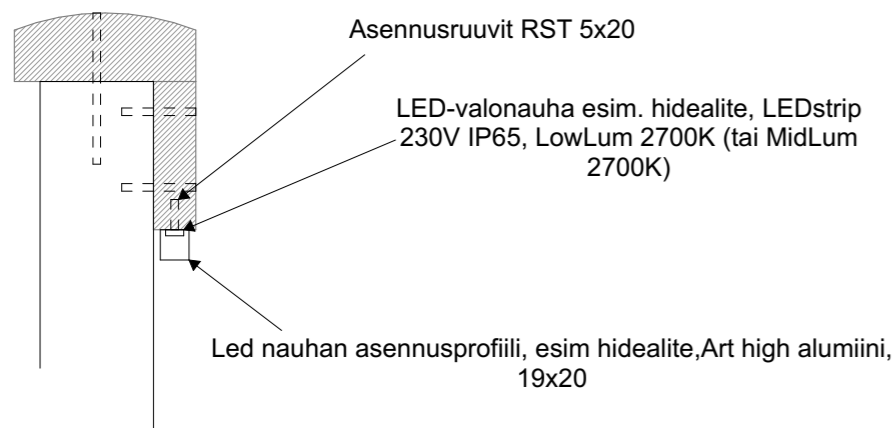 Asennusruuvit RST 5x20
LED-valonauha esim. hidealite, LEDstrip
230V IP65, LowLum 2700K (tai MidLum
2700K)
Led nauhan asennusprofiili, esim hidealite,Art high alumiini,
19x20